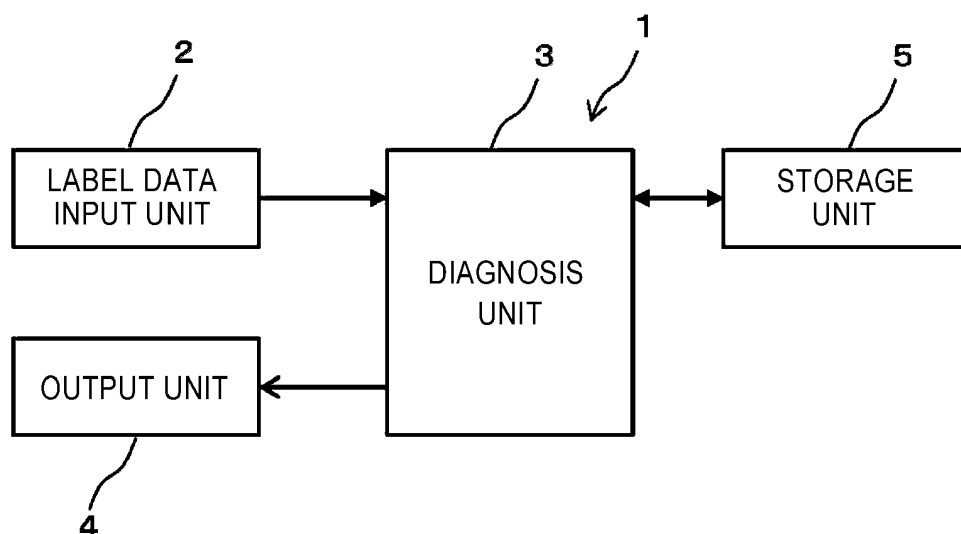 1
2
3
5
LABEL DATA
INPUT UNIT
DIAGNOSIS
UNIT
STORAGE
UNIT
OUTPUT UNIT
4